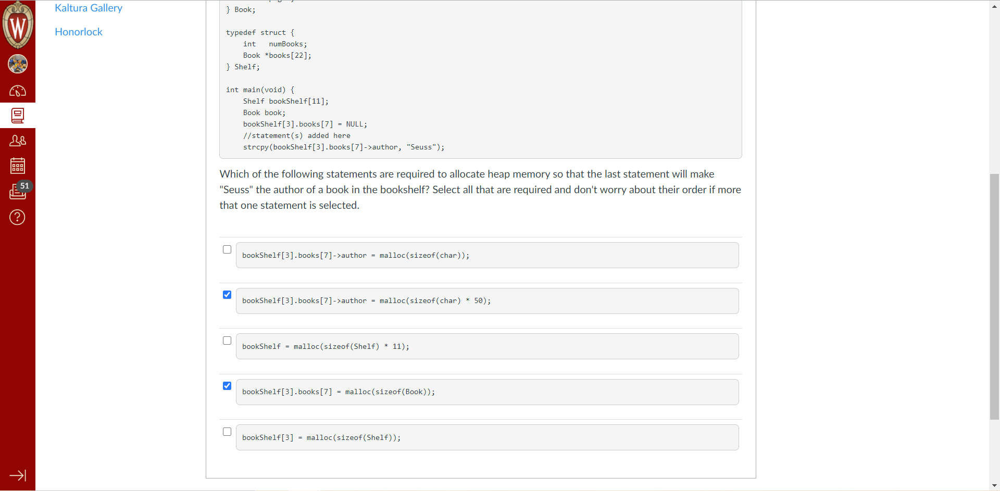 Kaltura Gallery
Honorlock
51
} Book;
typedef struct {
int   numBooks;
Book *books[22];
} Shelf;
int main(void) {
Shelf bookShelf[11];
Book book;
bookShelf[3].books[7] = NULL;
//statement(s) added here
strcpy(bookShelf[3].books[7]->author, "Seuss");
Which of the following statements are required to allocate heap memory so that the last statement will make
"Seuss" the author of a book in the bookshelf? Select all that are required and don't worry about their order if more
that one statement is selected.
bookShelf[3].books[7]->author = malloc(sizeof(char));
bookShelf[3].books[7]->author = malloc(sizeof(char) * 50);
bookShelf = malloc(sizeof(Shelf) * 11);
bookShelf[3].books[7] = malloc(sizeof(Book));
bookShelf[3] = malloc(sizeof(Shelf));